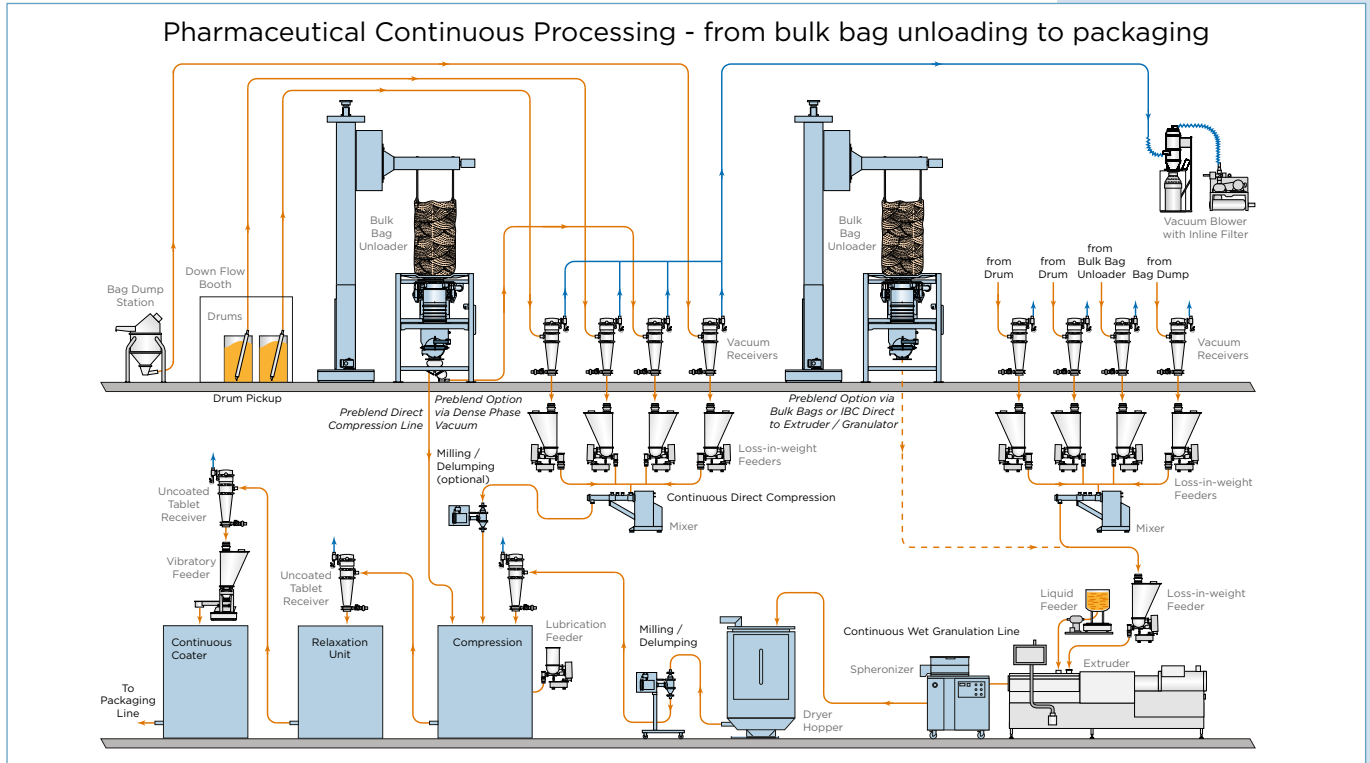 Pharmaceutical Continuous Processing - from bulk bag unloading to packaging
Bag Dump
Station
Down Flow
Booth
Drums
Drum Pickup
Bulk
Bag
Unloader
Vacuum
Receivers
Bulk
Bag
Unloader
Vacuum Blower
with Inline Filter
from
Drum
from
Drum
from
Bulk Bag
Unloader
from
Bag Dump
Vacuum
Receivers
Preblend Direct
Compression Line
Preblend Option
via Dense Phase
Vacuum
Preblend Option via
Bulk Bags or IBC Direct
to Extruder / Granulator
Milling /
Delumping
(optional)
Loss-in-weight
Feeders
Continuous Direct Compression
Mixer
Loss-in-weight
Feeders
Mixer
Uncoated
Tablet
Receiver
Vibratory
Feeder
Uncoated
Tablet
Receiver
Continuous
Coater
Relaxation
Unit
Compression
Lubrication
Feeder
Milling /
Delumping
Dryer
Hopper
Continuous Wet Granulation Line
Spheronizer
Liquid
Feeder
Loss-in-weight
Feeder
Extruder
To
Packaging
Line